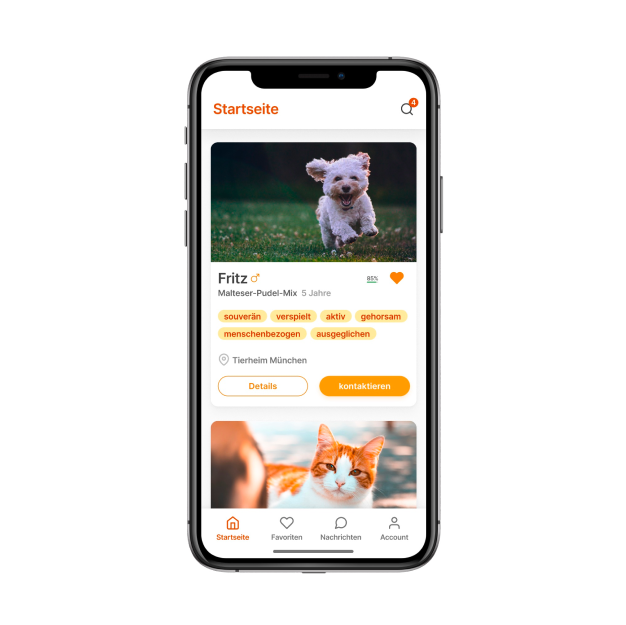 Startseite
4
Fritz
85%
Malteser-Pudel-Mix 5 Jahre
souverän verspielt aktiv gehorsam
menschenbezogen ausgeglichen
Tierheim München
Details kontaktieren
Startseite Favoriten Nachrichten Account